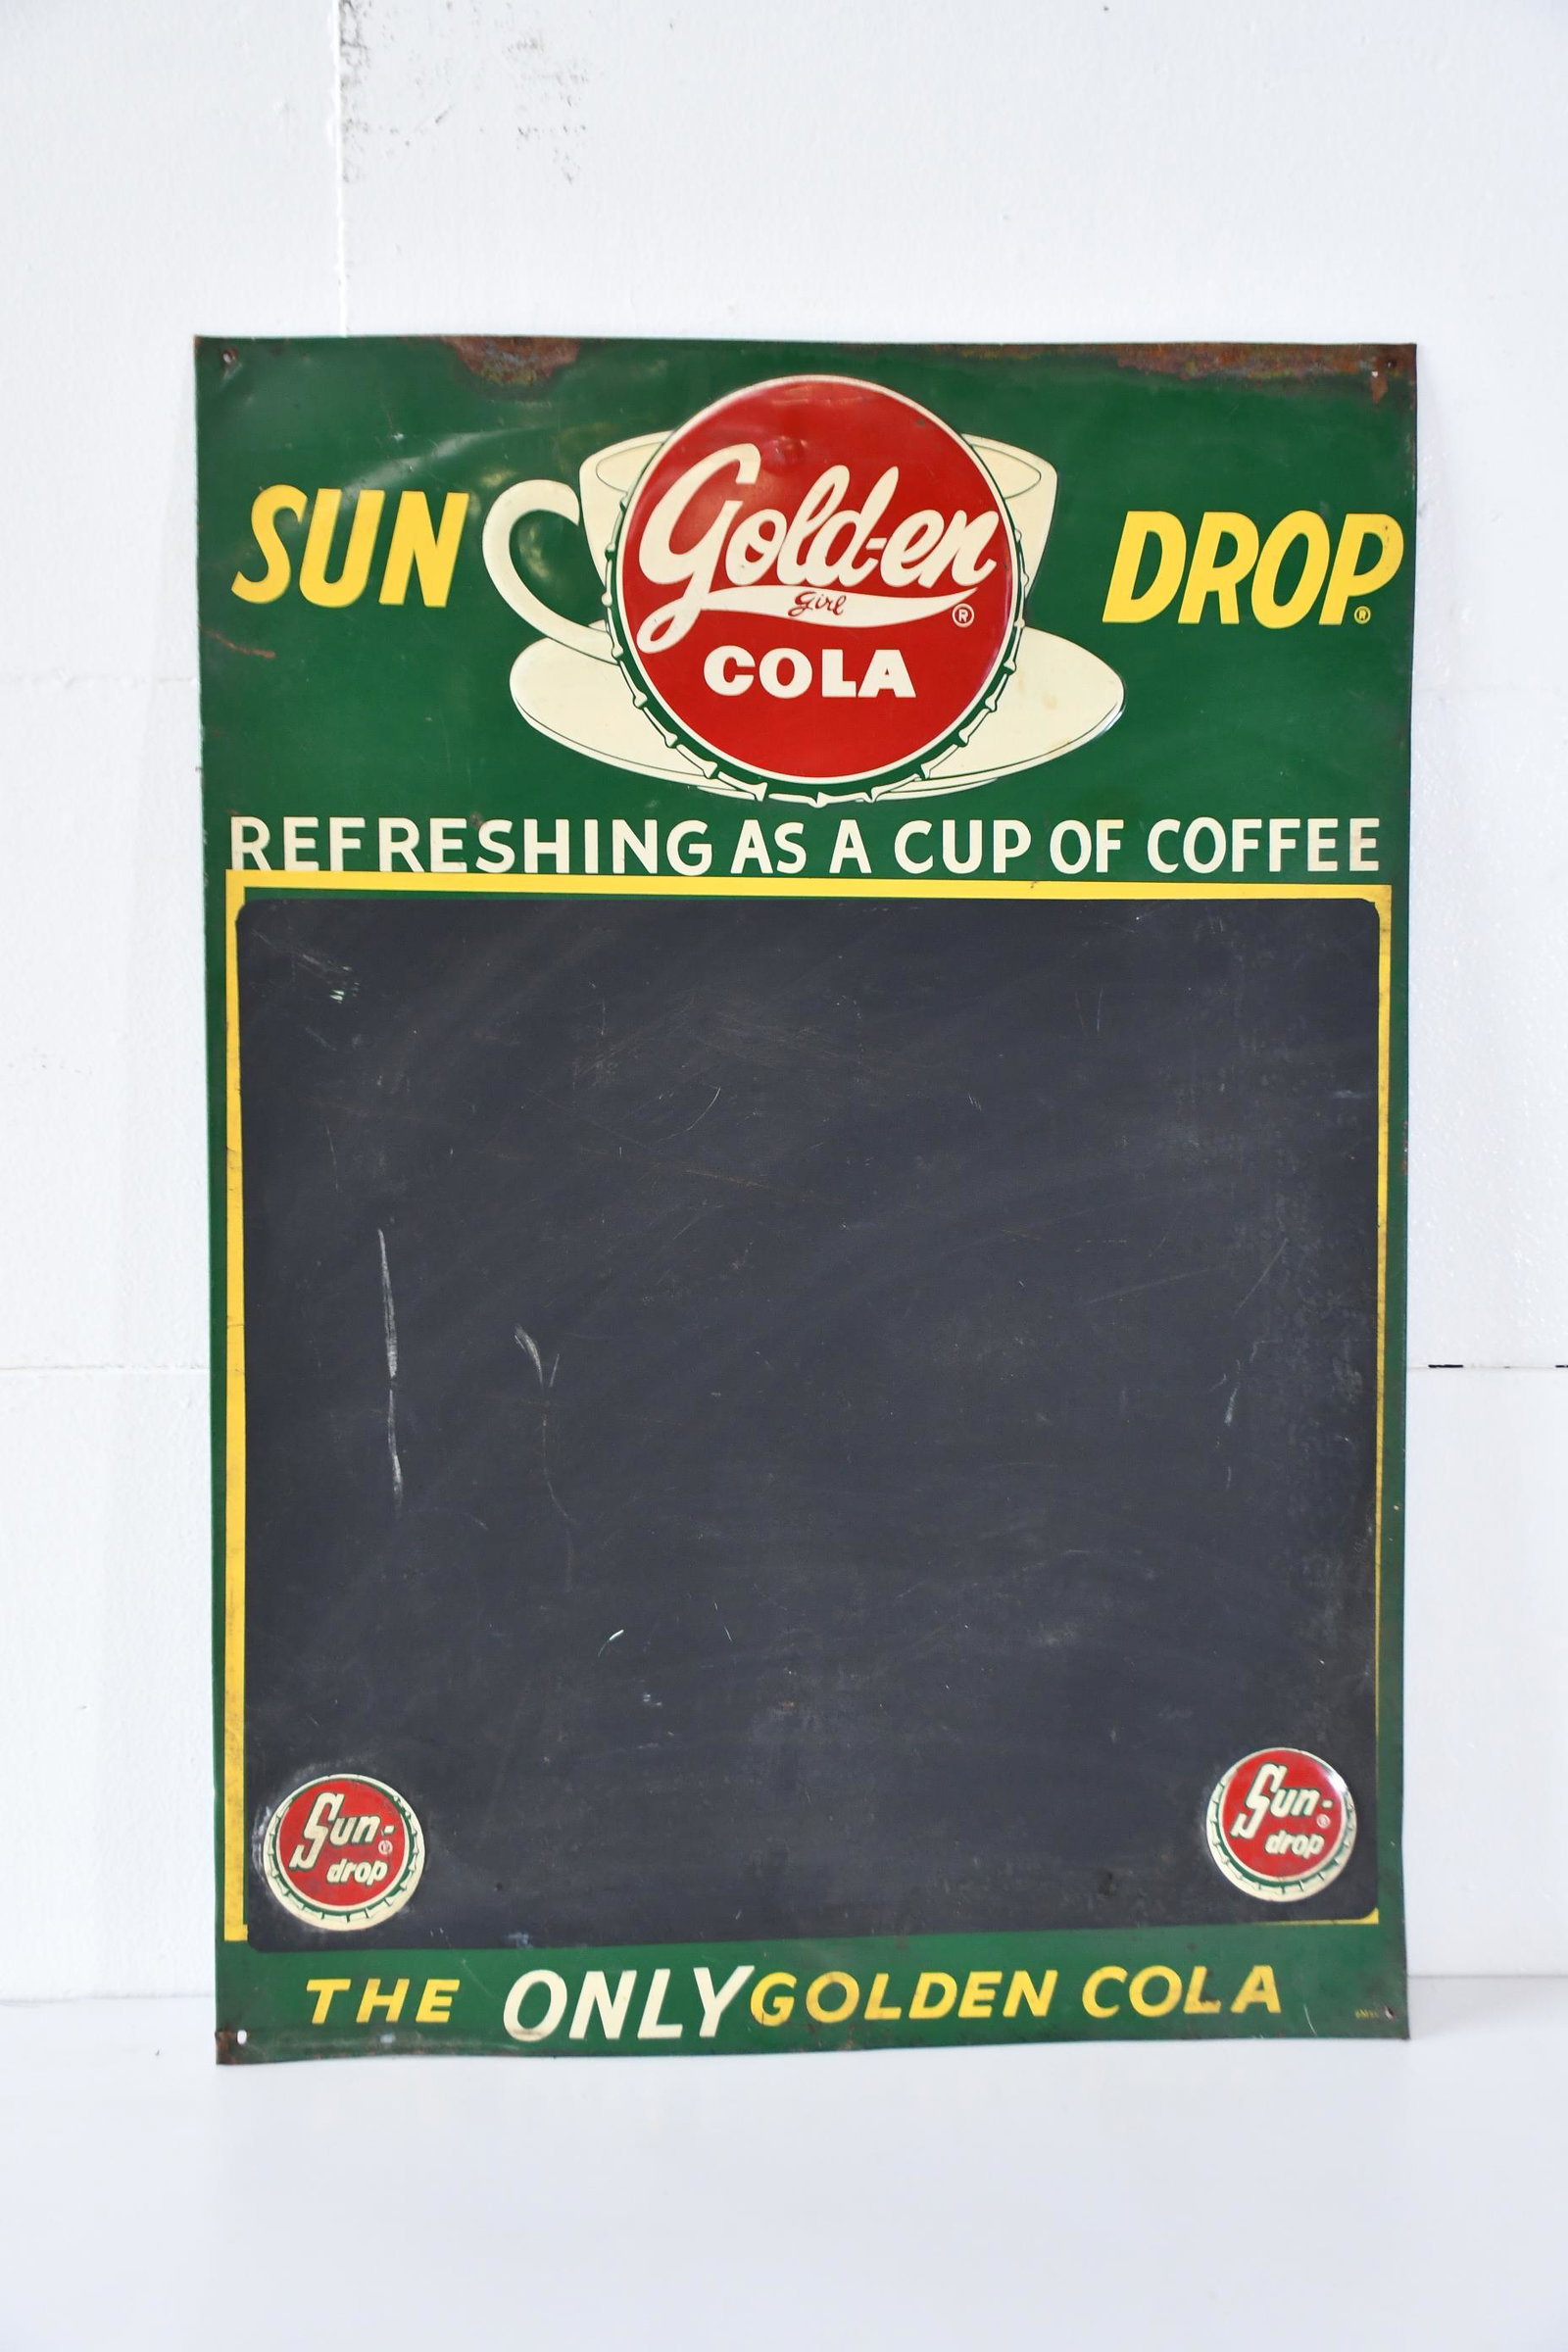 SUN Gold-en DROP®
girl ®
COLA
REFRESHING AS A CUP OF COFFEE
Sun-® drop
Sun-® drop
THE ONLY GOLDEN COLA